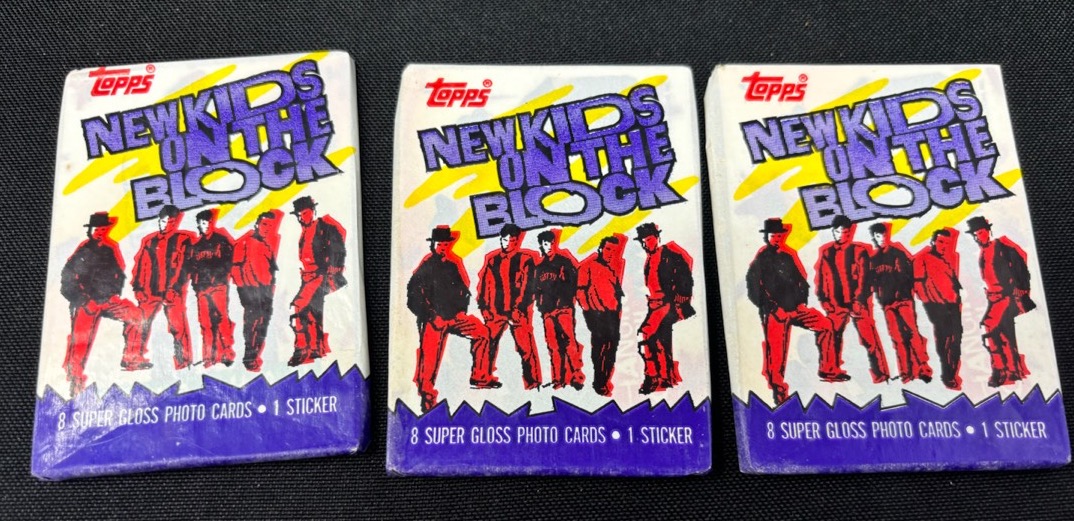 Topps®
NEW KIDS
ON THE
BLOCK
8 SUPER GLOSS PHOTO CARDS • 1 STICKER
Topps®
NEW KIDS
ON THE
BLOCK
8 SUPER GLOSS PHOTO CARDS • 1 STICKER
Topps®
NEW KIDS
ON THE
BLOCK
8 SUPER GLOSS PHOTO CARDS • 1 STICKER